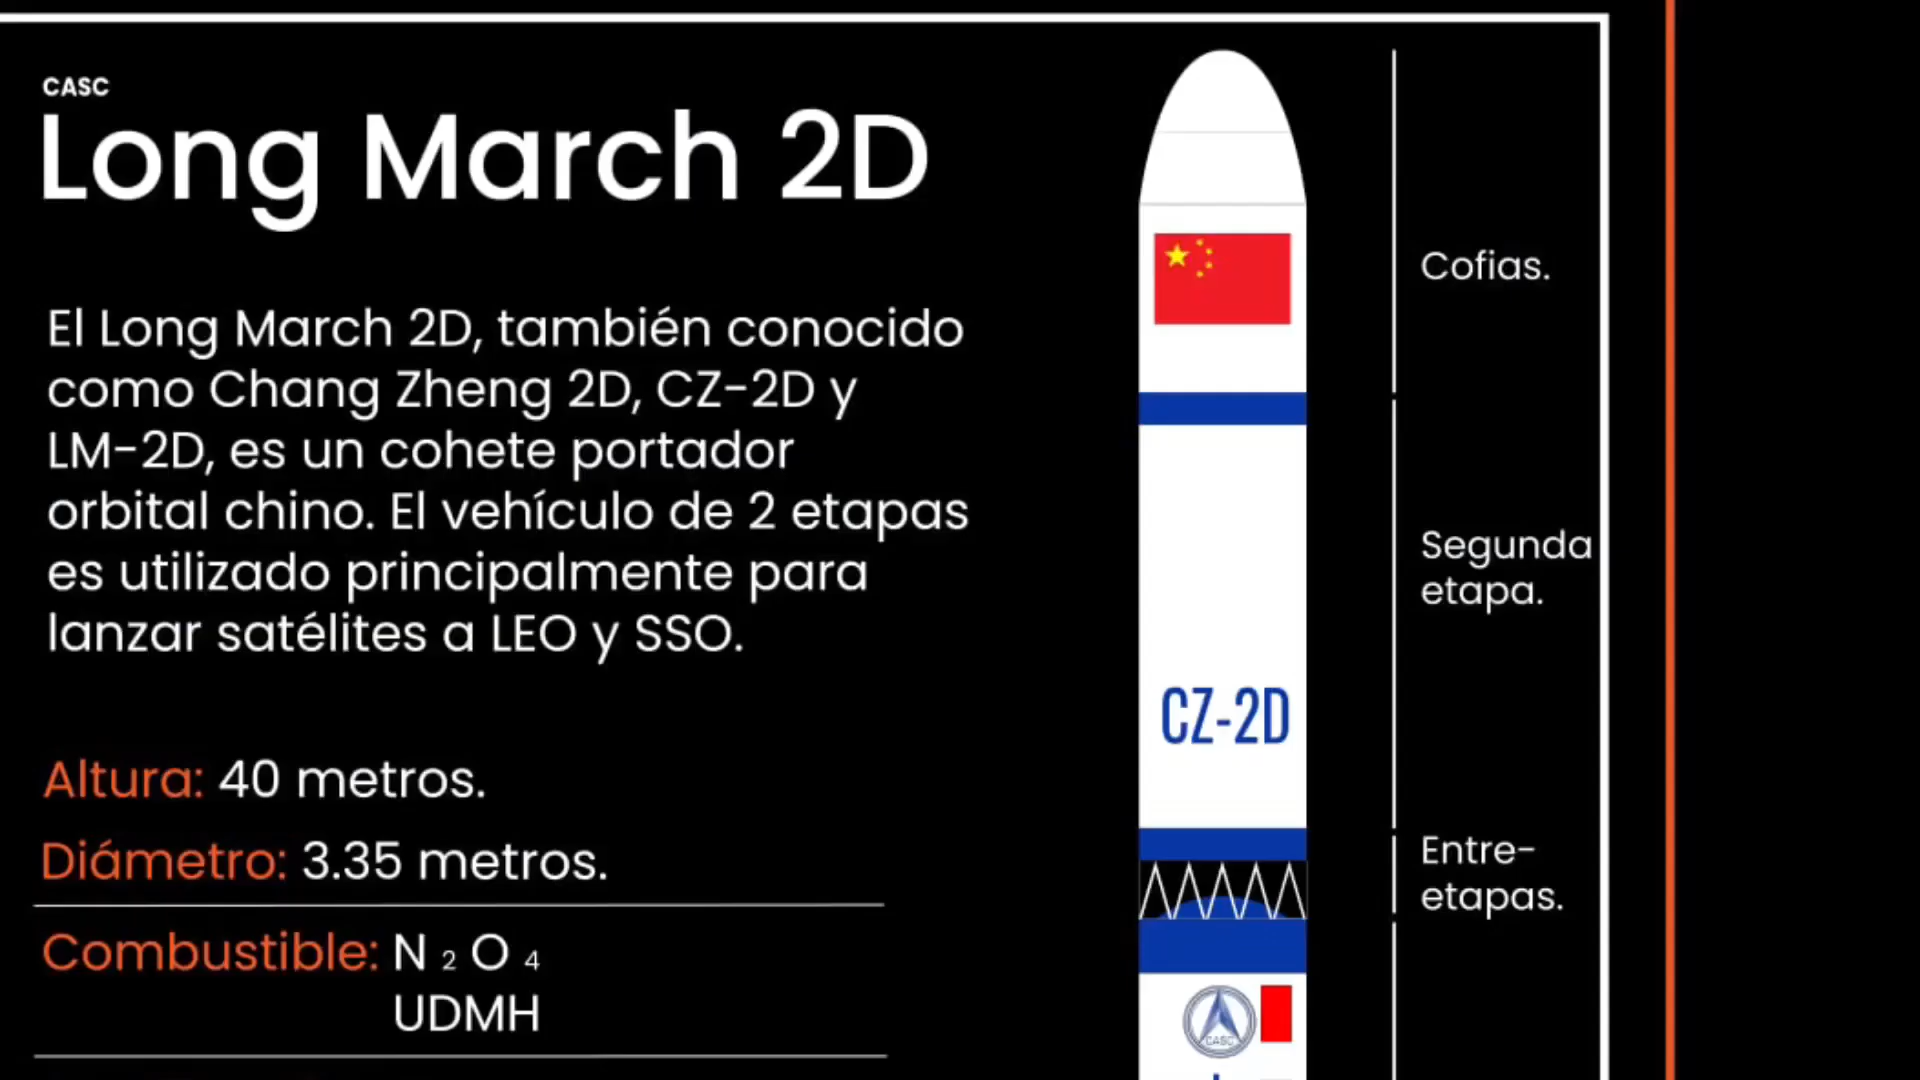 CASC
Long March 2D
El Long March 2D, también conocido
como Chang Zheng 2D, CZ-2D y
LM-2D, es un cohete portador
orbital chino. El vehículo de 2 etapas
es utilizado principalmente para
lanzar satélites a LEO y SSO.
Altura: 40 metros.
Diámetro: 3.35 metros.
Combustible: N 2 O 4
UDMH
Cofias.
Segunda
etapa.
CZ-2D
Entre-
etapas.
CASC